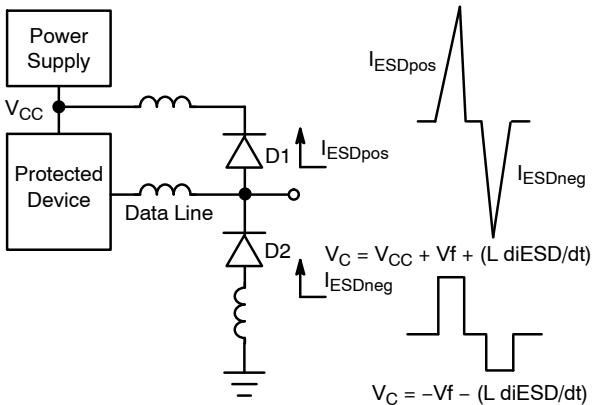 Power
Supply
V_CC
Protected
Device
Data Line
D1
I_ESDpos
D2
I_ESDneg
I_ESDpos
I_ESDneg
V_C = V_CC + Vf + (L diESD/dt)
V_C = −Vf − (L diESD/dt)